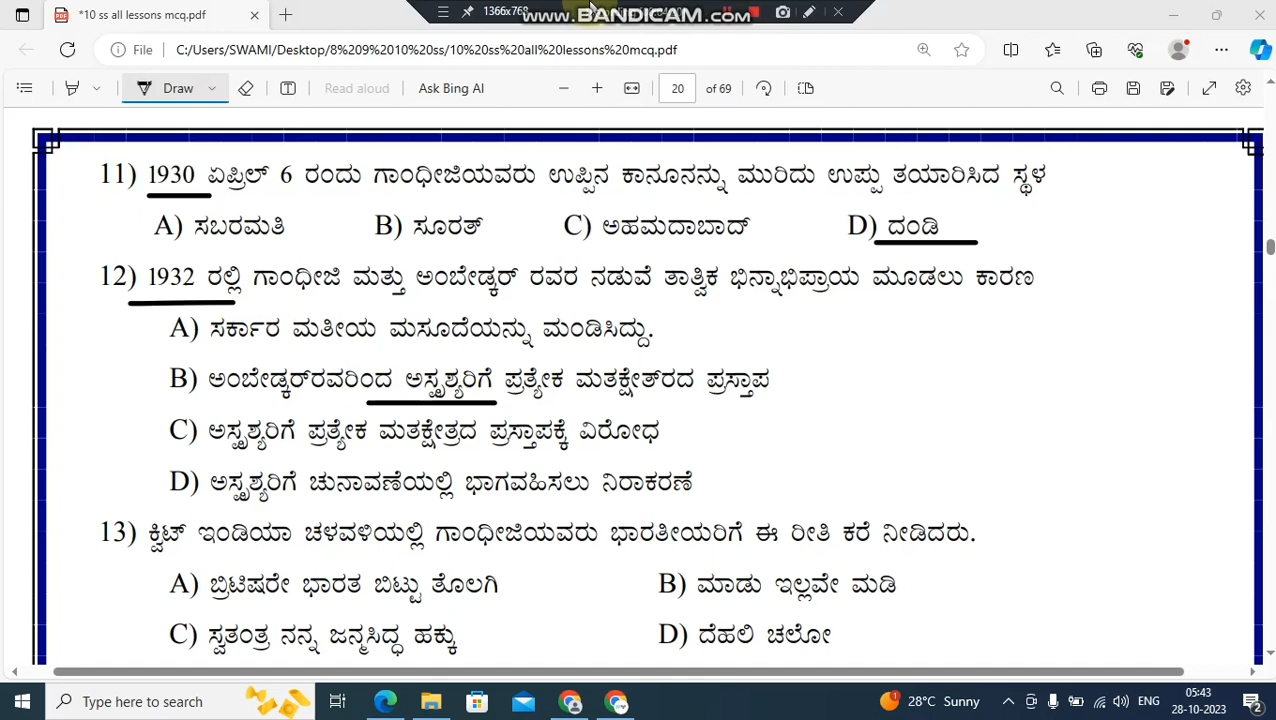 *10 ss all lessons mcq.pdf
1366x768
www.BANDICAM.com
File C:/Users/SWAMI/Desktop/8%209%2010%20ss/10%20ss%20all%20lessons%20mcq.pdf
Draw Read aloud Ask Bing AI 20 of 69
11) 1930 ಏಪ್ರಿಲ್ 6 ರಂದು ಗಾಂಧೀಜಿಯವರು ಉಪ್ಪಿನ ಕಾನೂನನ್ನು ಮುರಿದು ಉಪ್ಪು ತಯಾರಿಸಿದ ಸ್ಥಳ
A) ಸಬರಮತಿ B) ಸೂರತ್ C) ಅಹಮದಾಬಾದ್ D) ದಂಡಿ
12) 1932 ರಲ್ಲಿ ಗಾಂಧೀಜಿ ಮತ್ತು ಅಂಬೇಡ್ಕರ್ ರವರ ನಡುವೆ ತಾತ್ವಿಕ ಭಿನ್ನಾಭಿಪ್ರಾಯ ಮೂಡಲು ಕಾರಣ
A) ಸರ್ಕಾರ ಮತೀಯ ಮಸೂದೆಯನ್ನು ಮಂಡಿಸಿದ್ದು.
B) ಅಂಬೇಡ್ಕರ್‌ರವರಿಂದ ಅಸ್ಪೃಶ್ಯರಿಗೆ ಪ್ರತ್ಯೇಕ ಮತಕ್ಷೇತ್‌ರದ ಪ್ರಸ್ತಾಪ
C) ಅಸ್ಪೃಶ್ಯರಿಗೆ ಪ್ರತ್ಯೇಕ ಮತಕ್ಷೇತ್ರದ ಪ್ರಸ್ತಾಪಕ್ಕೆ ವಿರೋಧ
D) ಅಸ್ಪೃಶ್ಯರಿಗೆ ಚುನಾವಣೆಯಲ್ಲಿ ಭಾಗವಹಿಸಲು ನಿರಾಕರಣೆ
13) ಕ್ವಿಟ್ ಇಂಡಿಯಾ ಚಳವಳಿಯಲ್ಲಿ ಗಾಂಧೀಜಿಯವರು ಭಾರತೀಯರಿಗೆ ಈ ರೀತಿ ಕರೆ ನೀಡಿದರು.
A) ಬ್ರಿಟಿಷರೇ ಭಾರತ ಬಿಟ್ಟು ತೊಲಗಿ B) ಮಾಡು ಇಲ್ಲವೇ ಮಡಿ
C) ಸ್ವತಂತ್ರ ನನ್ನ ಜನ್ಮಸಿದ್ಧ ಹಕ್ಕು D) ದೆಹಲಿ ಚಲೋ
Type here to search 28°C Sunny ENG 05:43
28-10-2023